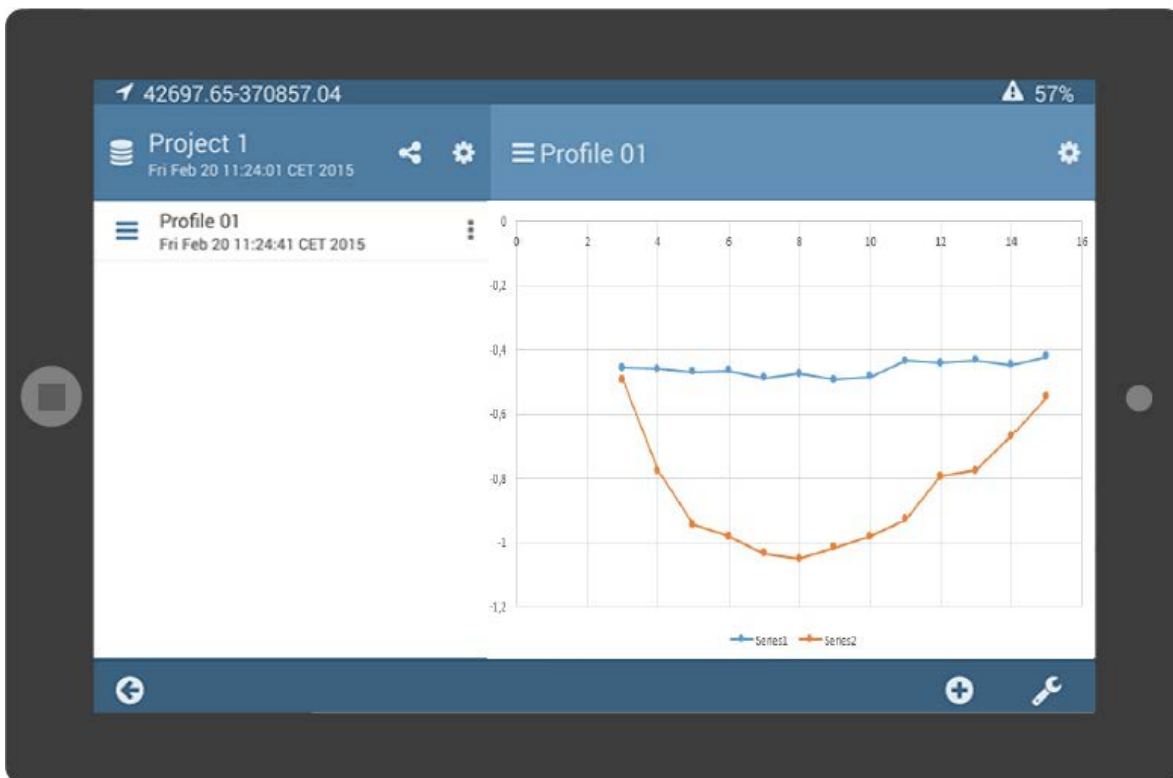 42697.65-370857.04
57%
Project 1
Fri Feb 20 11:24:01 CET 2015
Profile 01
Profile 01
Fri Feb 20 11:24:41 CET 2015
0
0 2 4 6 8 10 12 14 16
-0,2
-0,4
-0,6
-0,8
-1
-1,2
Series1 Series2